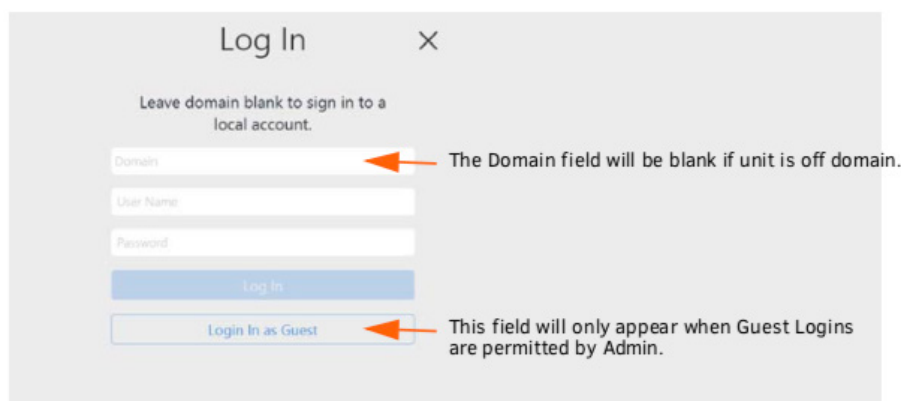 Log In
Leave domain blank to sign in to a
local account.
Domain
The Domain field will be blank if unit is off domain.
User Name
Password
Log In
Login In as Guest
This field will only appear when Guest Logins
are permitted by Admin.